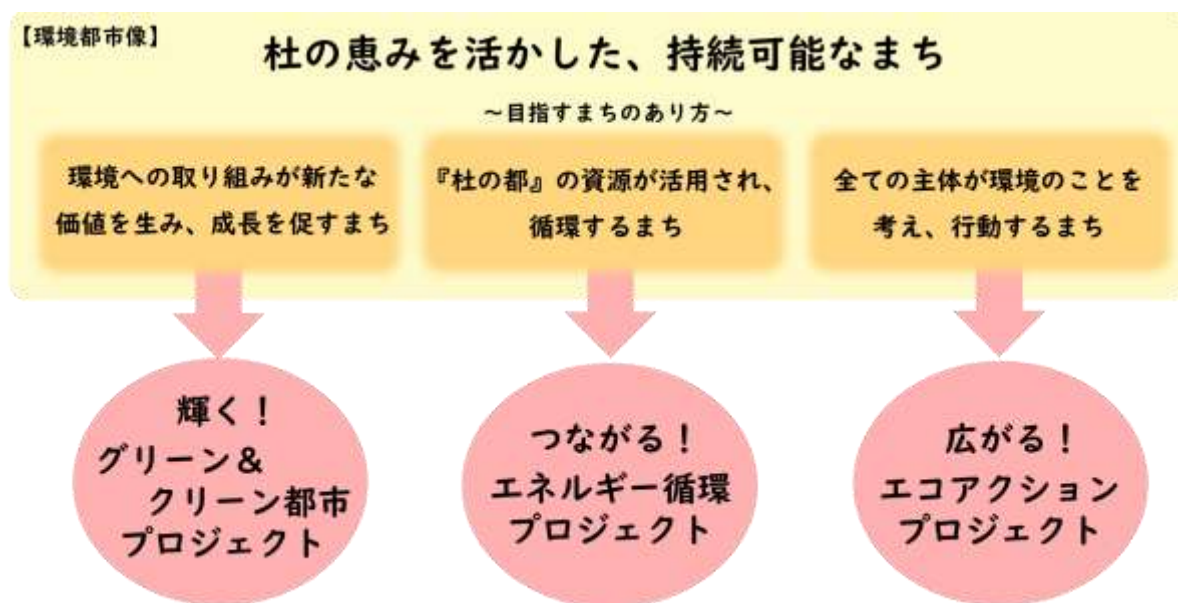 【環境都市像】
杜の恵みを活かした、持続可能なまち
～目指すまちのあり方～
環境への取り組みが新たな
価値を生み、成長を促すまち
『杜の都』の資源が活用され、
循環するまち
全ての主体が環境のことを
考え、行動するまち
輝く！
グリーン＆
クリーン都市
プロジェクト
つながる！
エネルギー循環
プロジェクト
広がる！
エコアクション
プロジェクト